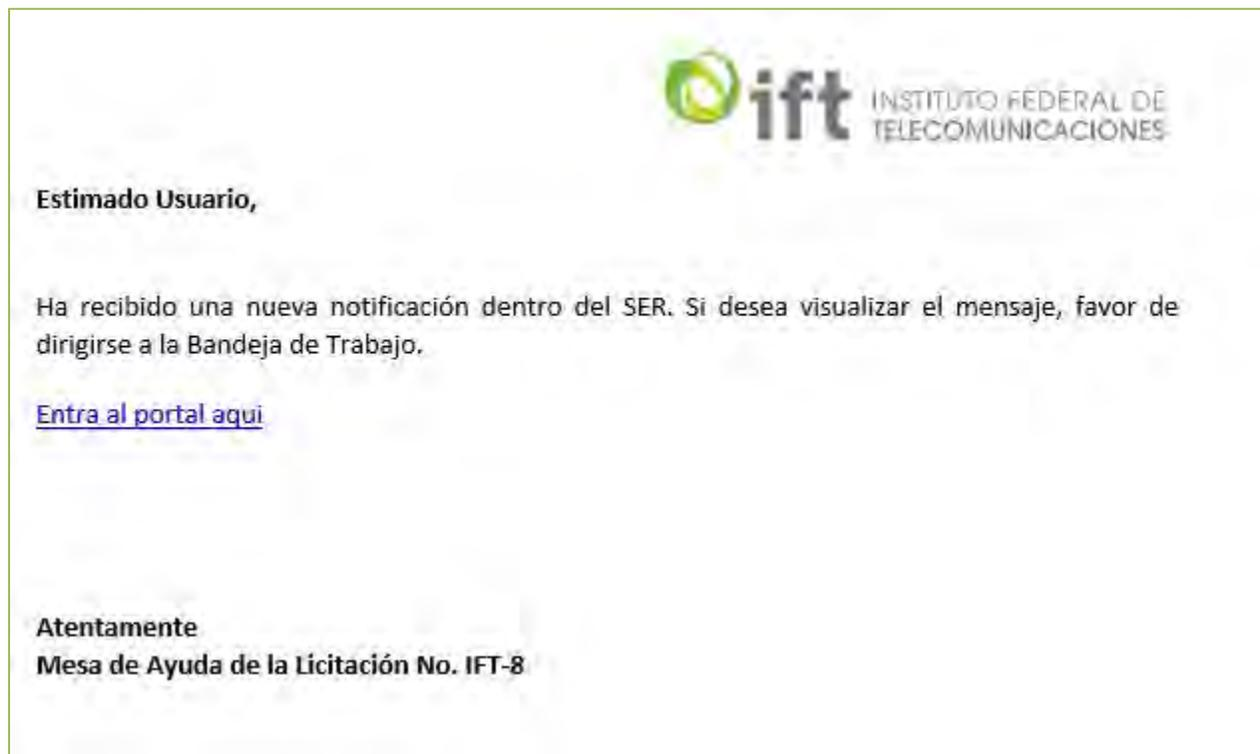 ift INSTITUTO FEDERAL DE
TELECOMUNICACIONES
Estimado Usuario,
Ha recibido una nueva notificación dentro del SER. Si desea visualizar el mensaje, favor de
dirigirse a la Bandeja de Trabajo.
Entra al portal aqui
Atentamente
Mesa de Ayuda de la Licitación No. IFT-8